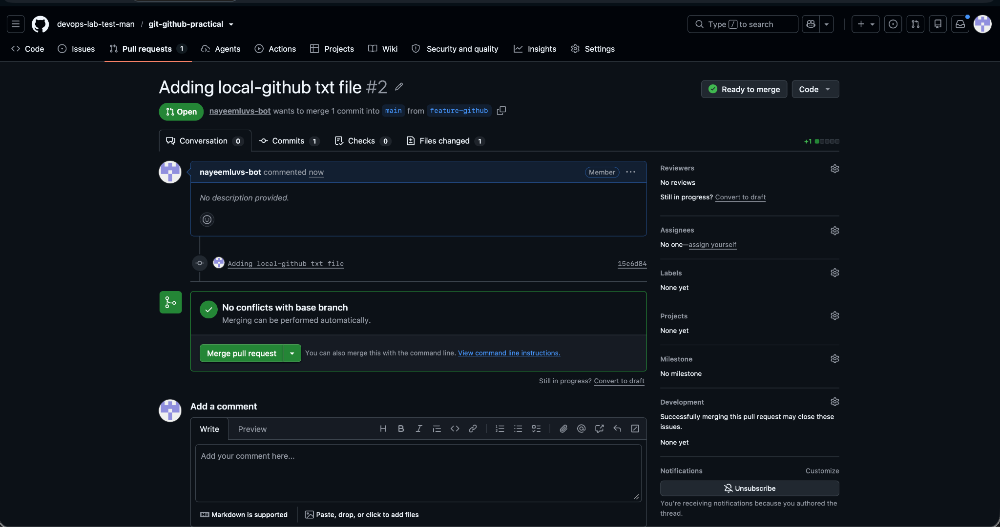 devops-lab-test-man / git-github-practical
Type / to search
Code
Issues
Pull requests 1
Agents
Actions
Projects
Wiki
Security and quality
Insights
Settings
Adding local-github txt file #2
Ready to merge
Code
Open
nayeemluvs-bot wants to merge 1 commit into main from feature-github
Conversation 0
Commits 1
Checks 0
Files changed 1
+1
nayeemluvs-bot commented now
Member
No description provided.
Adding local-github txt file
15e6d84
No conflicts with base branch
Merging can be performed automatically.
Merge pull request
You can also merge this with the command line. View command line instructions.
Still in progress? Convert to draft
Add a comment
Write
Preview
Add your comment here...
Markdown is supported
Paste, drop, or click to add files
Reviewers
No reviews
Still in progress? Convert to draft
Assignees
No one—assign yourself
Labels
None yet
Projects
None yet
Milestone
No milestone
Development
Successfully merging this pull request may close these
issues.
None yet
Notifications
Customize
Unsubscribe
You're receiving notifications because you authored the
thread.